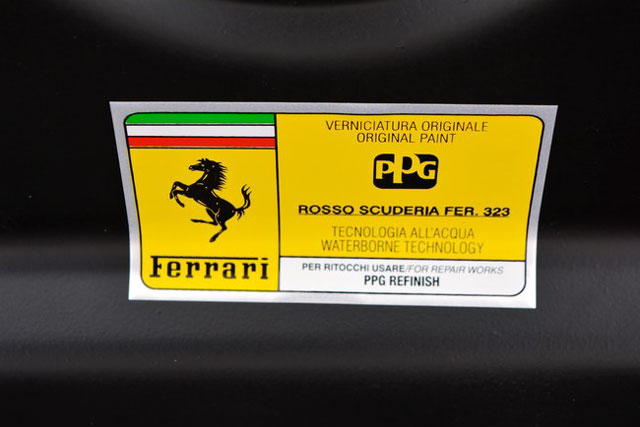 VERNICIATURA ORIGINALE
ORIGINAL PAINT
PPG
ROSSO SCUDERIA FER. 323
TECNOLOGIA ALL'ACQUA
WATERBORNE TECHNOLOGY
Ferrari
PER RITOCCHI USARE/FOR REPAIR WORKS
PPG REFINISH